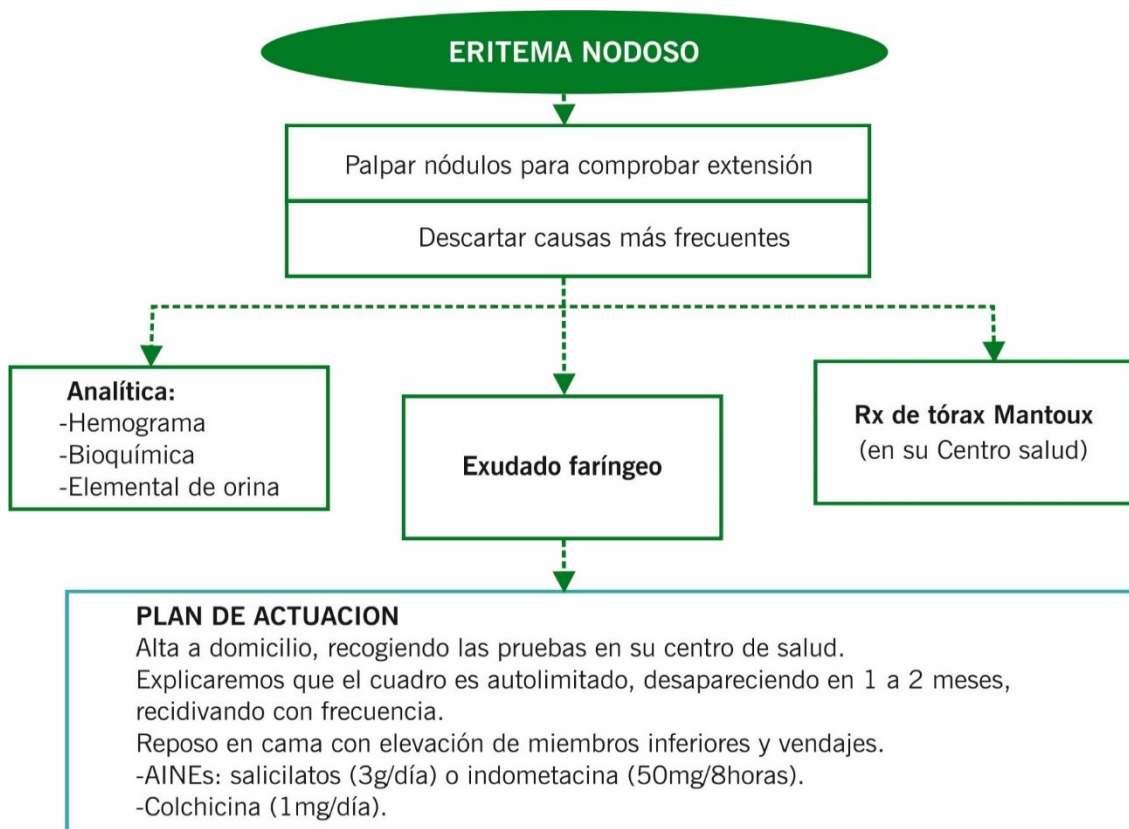 ERITEMA NODOSO
Palpar nódulos para comprobar extensión
Descartar causas más frecuentes
Analítica:
-Hemograma
-Bioquímica
-Elemental de orina
Exudado faríngeo
Rx de tórax Mantoux
(en su Centro salud)
PLAN DE ACTUACION
Alta a domicilio, recogiendo las pruebas en su centro de salud.
Explicaremos que el cuadro es autolimitado, desapareciendo en 1 a 2 meses,
recidivando con frecuencia.
Reposo en cama con elevación de miembros inferiores y vendajes.
-AINEs: salicilatos (3g/día) o indometacina (50mg/8horas).
-Colchicina (1mg/día).